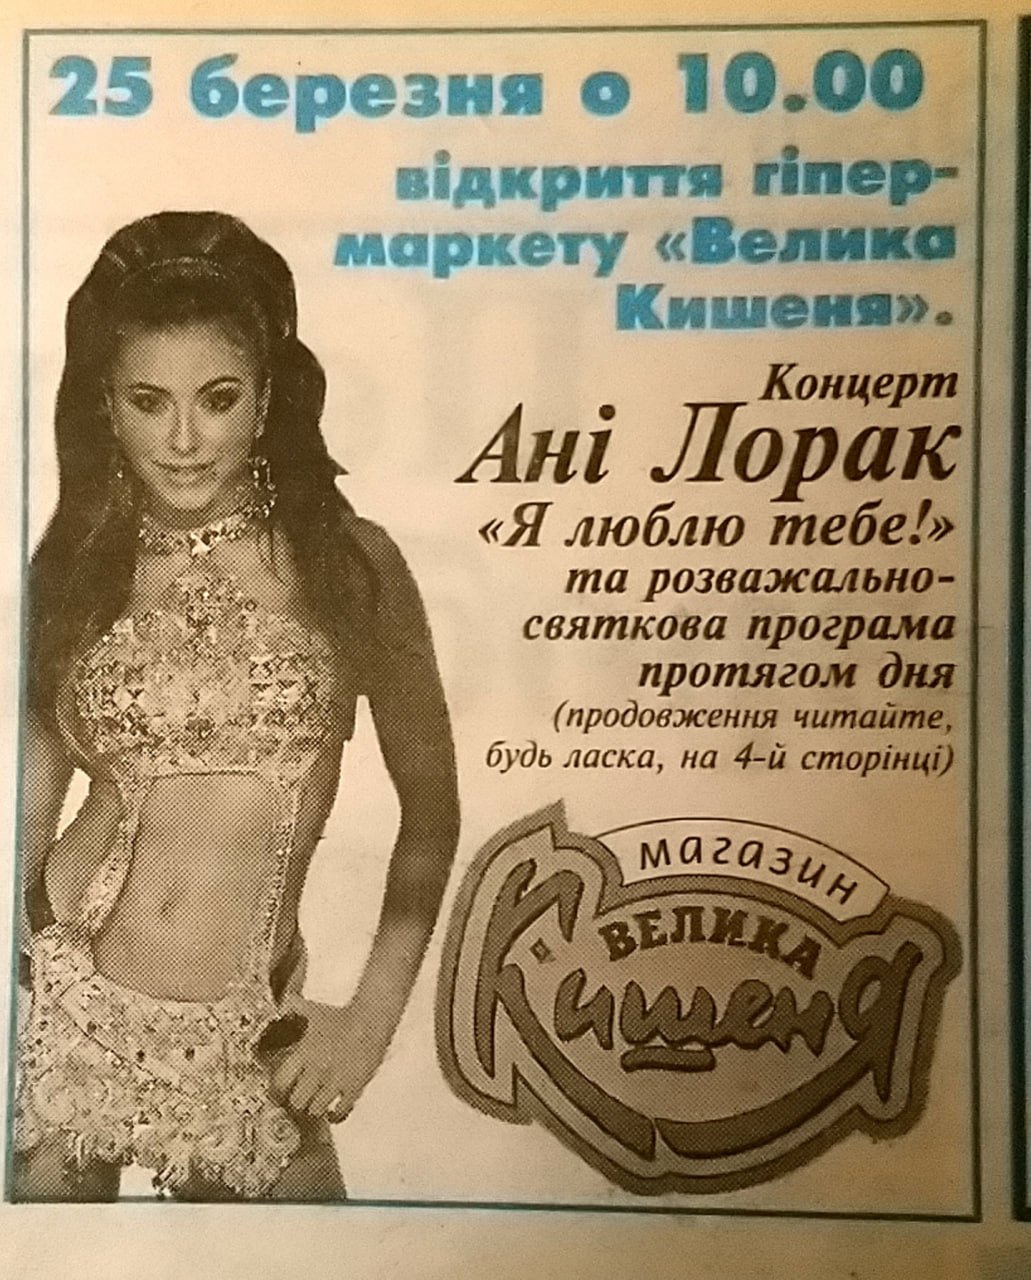 25 березня о 10.00
відкриття гіпер-
маркету «Велика
Кишеня».
Концерт
Ані Лорак
«Я люблю тебе!»
та розважально-
святкова програма
протягом дня
(продовження читайте,
будь ласка, на 4-й сторінці)
магазин
ВЕЛИКА
Кишеня